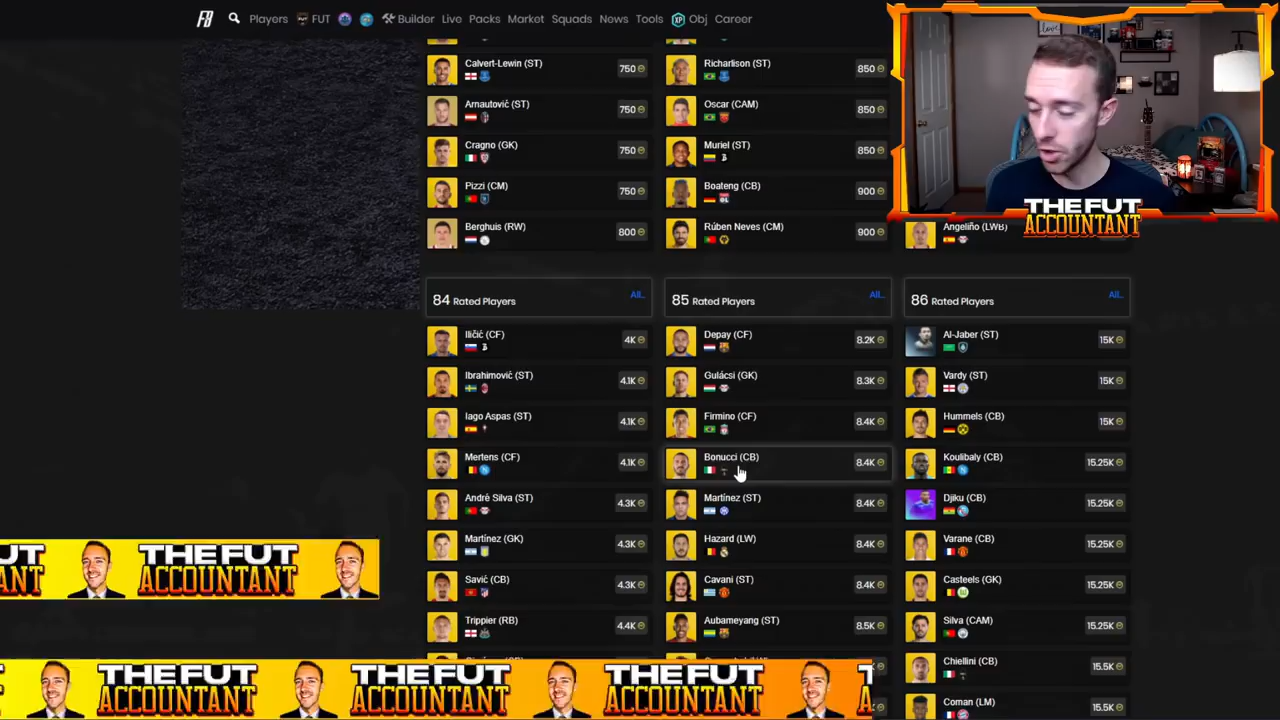 F8 Players FUT Builder Live Packs Market Squads News Tools XP Obj Career
Calvert-Lewin (ST) 750
Arnautović (ST) 750
Cragno (GK) 750
Pizzi (CM) 750
Berghuis (RW) 800
Richarlison (ST) 850
Oscar (CAM) 850
Muriel (ST) 850
Boateng (CB) 900
Rúben Neves (CM) 900
Angeliño (LWB)
THE FUT
ACCOUNTANT
84 Rated Players All..
Iličić (CF) 4K
Ibrahimović (ST) 4.1K
Iago Aspas (ST) 4.1K
Mertens (CF) 4.1K
André Silva (ST) 4.3K
Martínez (GK) 4.3K
Savić (CB) 4.3K
Trippier (RB) 4.4K
85 Rated Players All..
Depay (CF) 8.2K
Gulácsi (GK) 8.3K
Firmino (CF) 8.4K
Bonucci (CB) 8.4K
Martínez (ST) 8.4K
Hazard (LW) 8.4K
Cavani (ST) 8.4K
Aubameyang (ST) 8.5K
86 Rated Players All..
Al-Jaber (ST) 15K
Vardy (ST) 15K
Hummels (CB) 15K
Koulibaly (CB) 15.25K
Djiku (CB) 15.25K
Varane (CB) 15.25K
Casteels (GK) 15.25K
Silva (CAM) 15.25K
Chiellini (CB) 15.5K
Coman (LM) 15.5K
UT THE FUT
ANT ACCOUNTANT
THE FUT THE FUT THE FUT T
ACCOUNTANT ACCOUNTANT ACCOUNTANT